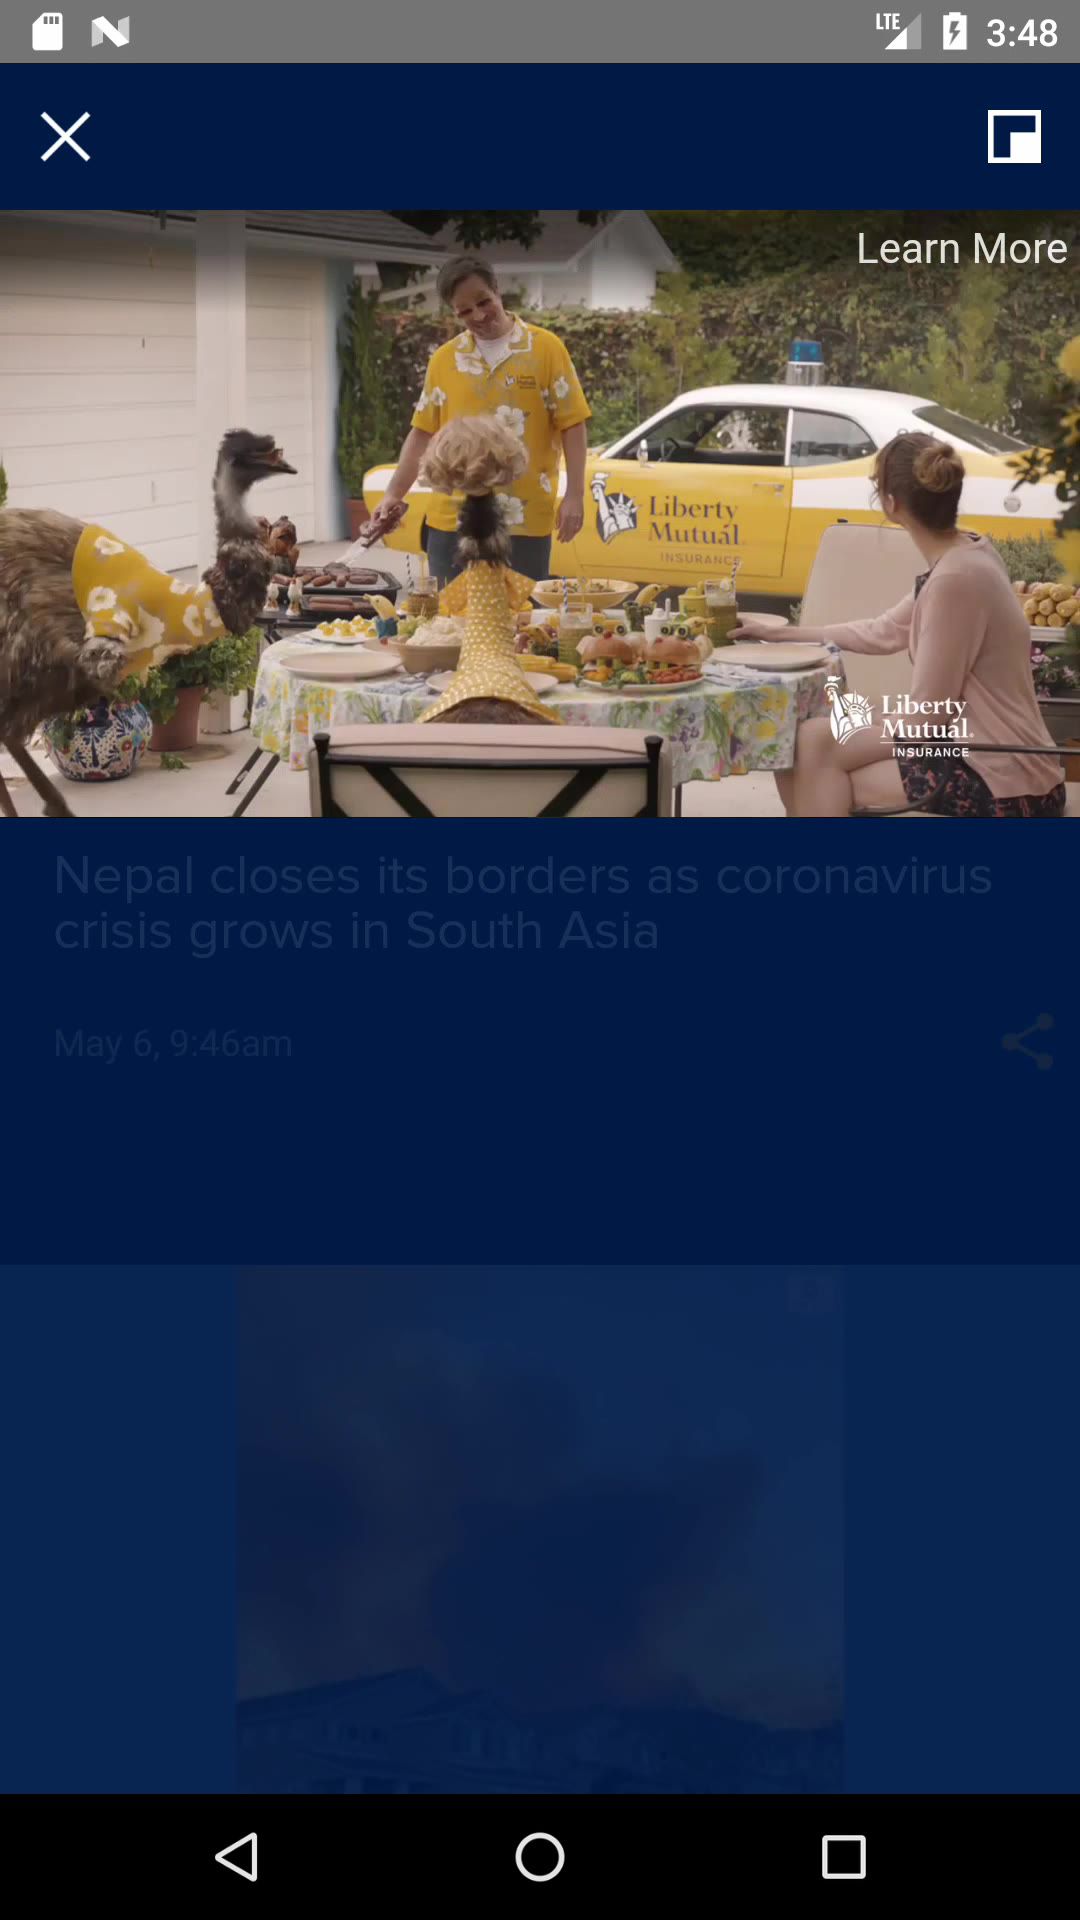 LTE 3:48
Learn More
Liberty
Mutual
INSURANCE
Liberty
Mutual.
INSURANCE
Nepal closes its borders as coronavirus
crisis grows in South Asia
May 6, 9:46am